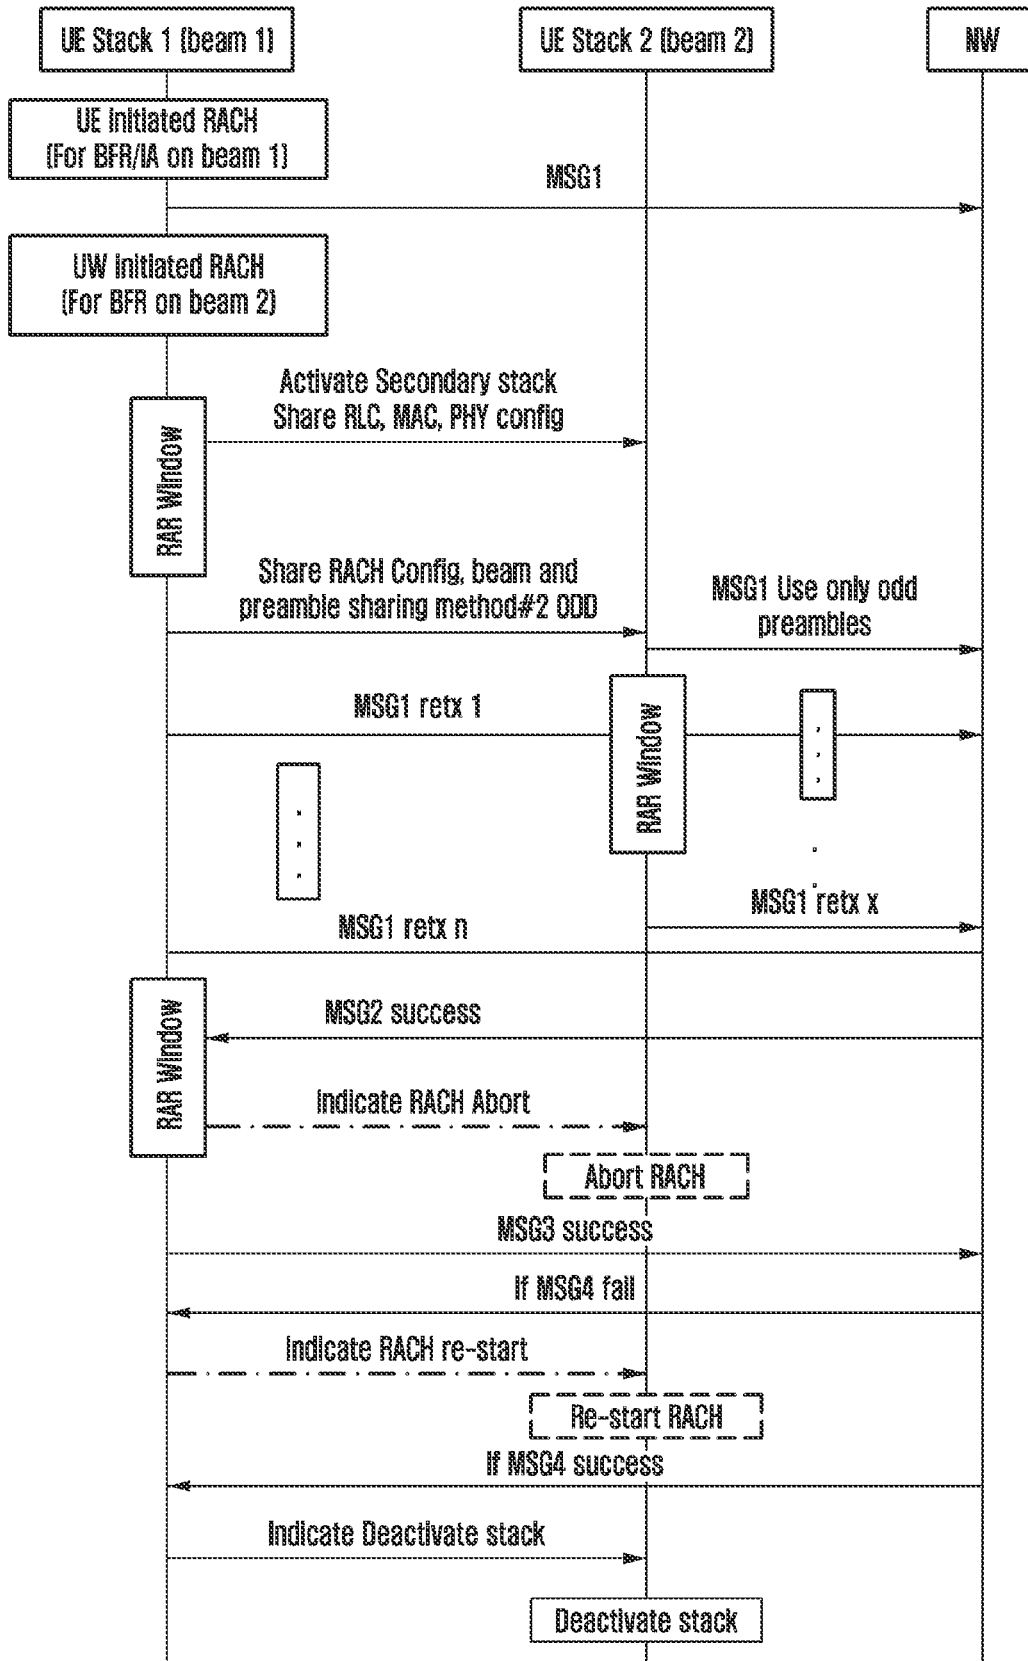 UE Stack 1 (beam 1)
UE Stack 2 (beam 2)
NW
UE Initiated RACH
(For BFR/IA on beam 1)
MSG1
UW Initiated RACH
(For BFR on beam 2)
Activate Secondary stack
Share RLC, MAC, PHY config
RAR Window
Share RACH Config, beam and
preamble sharing method#2 ODD
MSG1 Use only odd
preambles
MSG1 retx 1
RAR Window
MSG1 retx x
MSG1 retx n
RAR Window
MSG2 success
Indicate RACH Abort
Abort RACH
MSG3 success
If MSG4 fail
Indicate RACH re-start
Re-start RACH
If MSG4 success
Indicate Deactivate stack
Deactivate stack